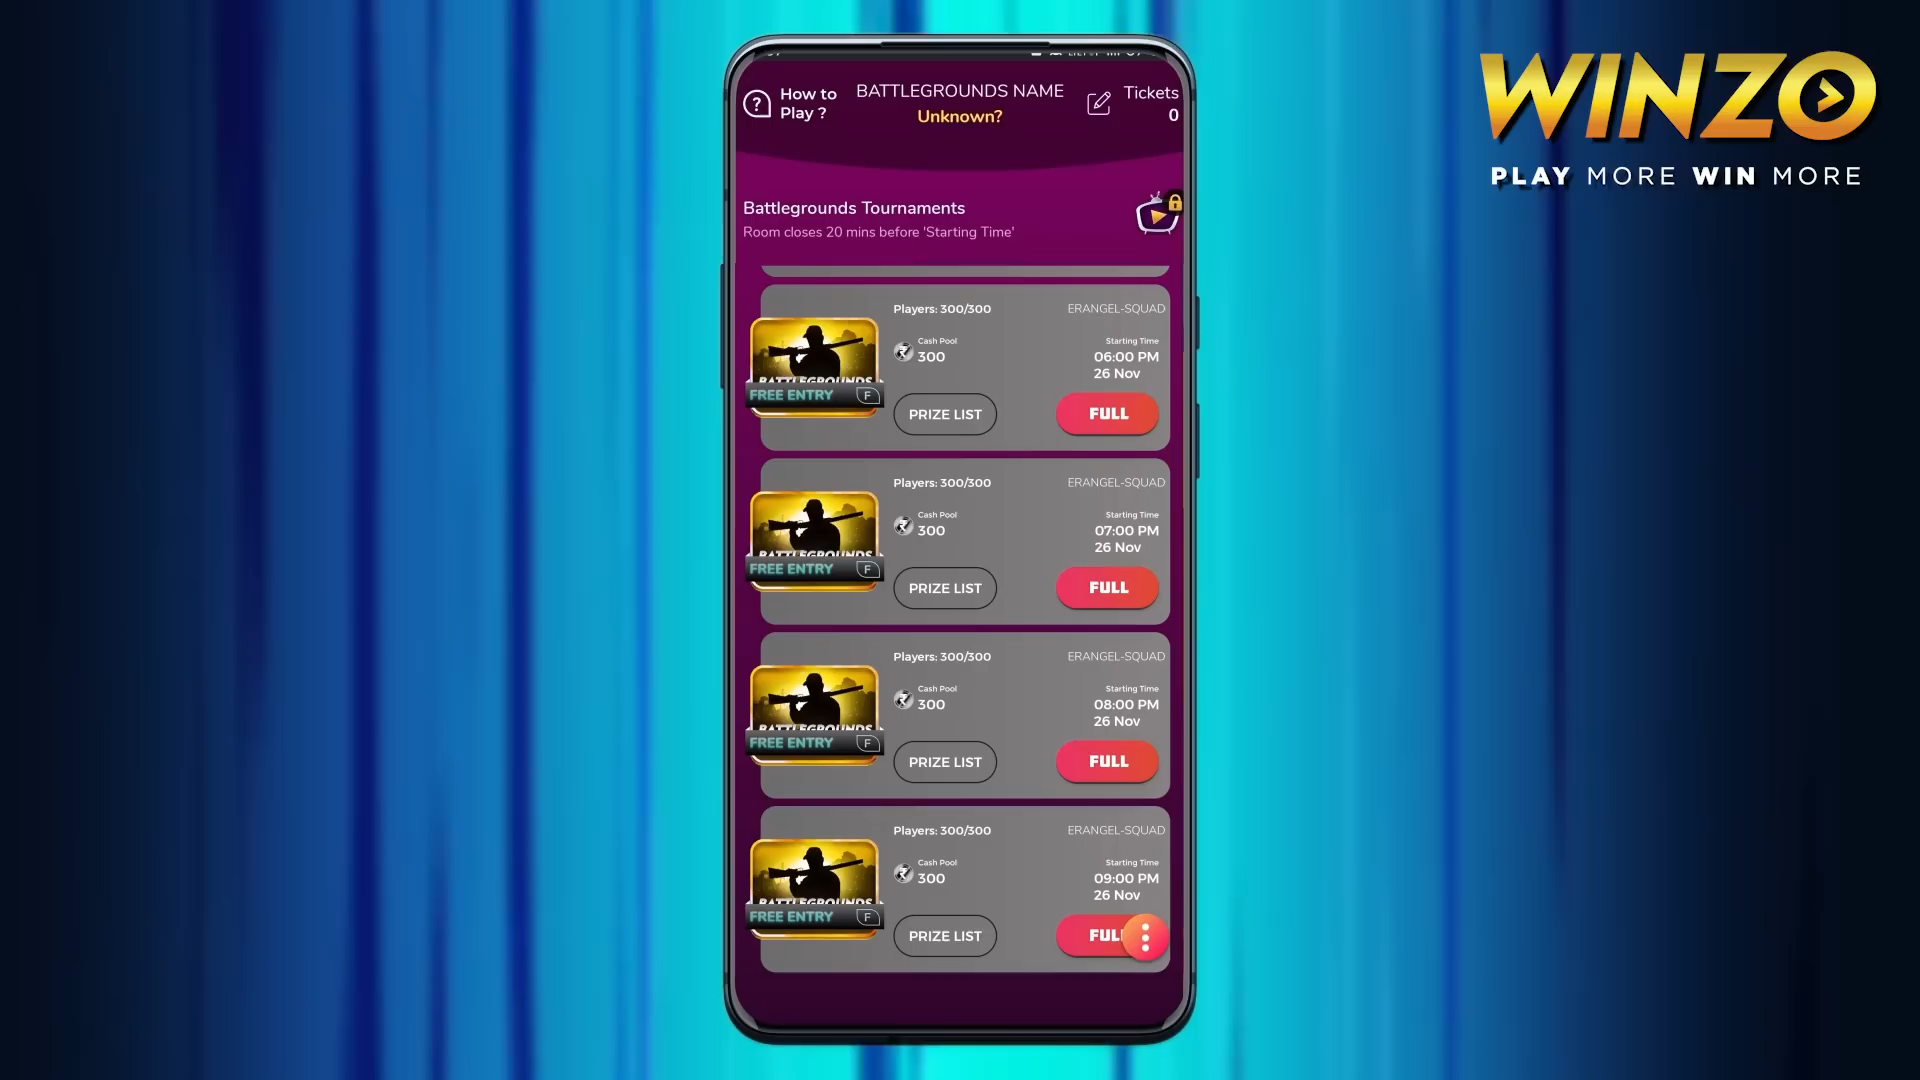 WINZO
PLAY MORE WIN MORE
How to
Play ?
BATTLEGROUNDS NAME
Unknown?
Tickets
0
Battlegrounds Tournaments
Room closes 20 mins before 'Starting Time'
Players: 300/300
ERANGEL-SQUAD
Cash Pool
300
Starting Time
06:00 PM
26 Nov
BATTLEGROUNDS
FREE ENTRY F
PRIZE LIST
FULL
Players: 300/300
ERANGEL-SQUAD
Cash Pool
300
Starting Time
07:00 PM
26 Nov
BATTLEGROUNDS
FREE ENTRY F
PRIZE LIST
FULL
Players: 300/300
ERANGEL-SQUAD
Cash Pool
300
Starting Time
08:00 PM
26 Nov
BATTLEGROUNDS
FREE ENTRY F
PRIZE LIST
FULL
Players: 300/300
ERANGEL-SQUAD
Cash Pool
300
Starting Time
09:00 PM
26 Nov
BATTLEGROUNDS
FREE ENTRY F
PRIZE LIST
FULL